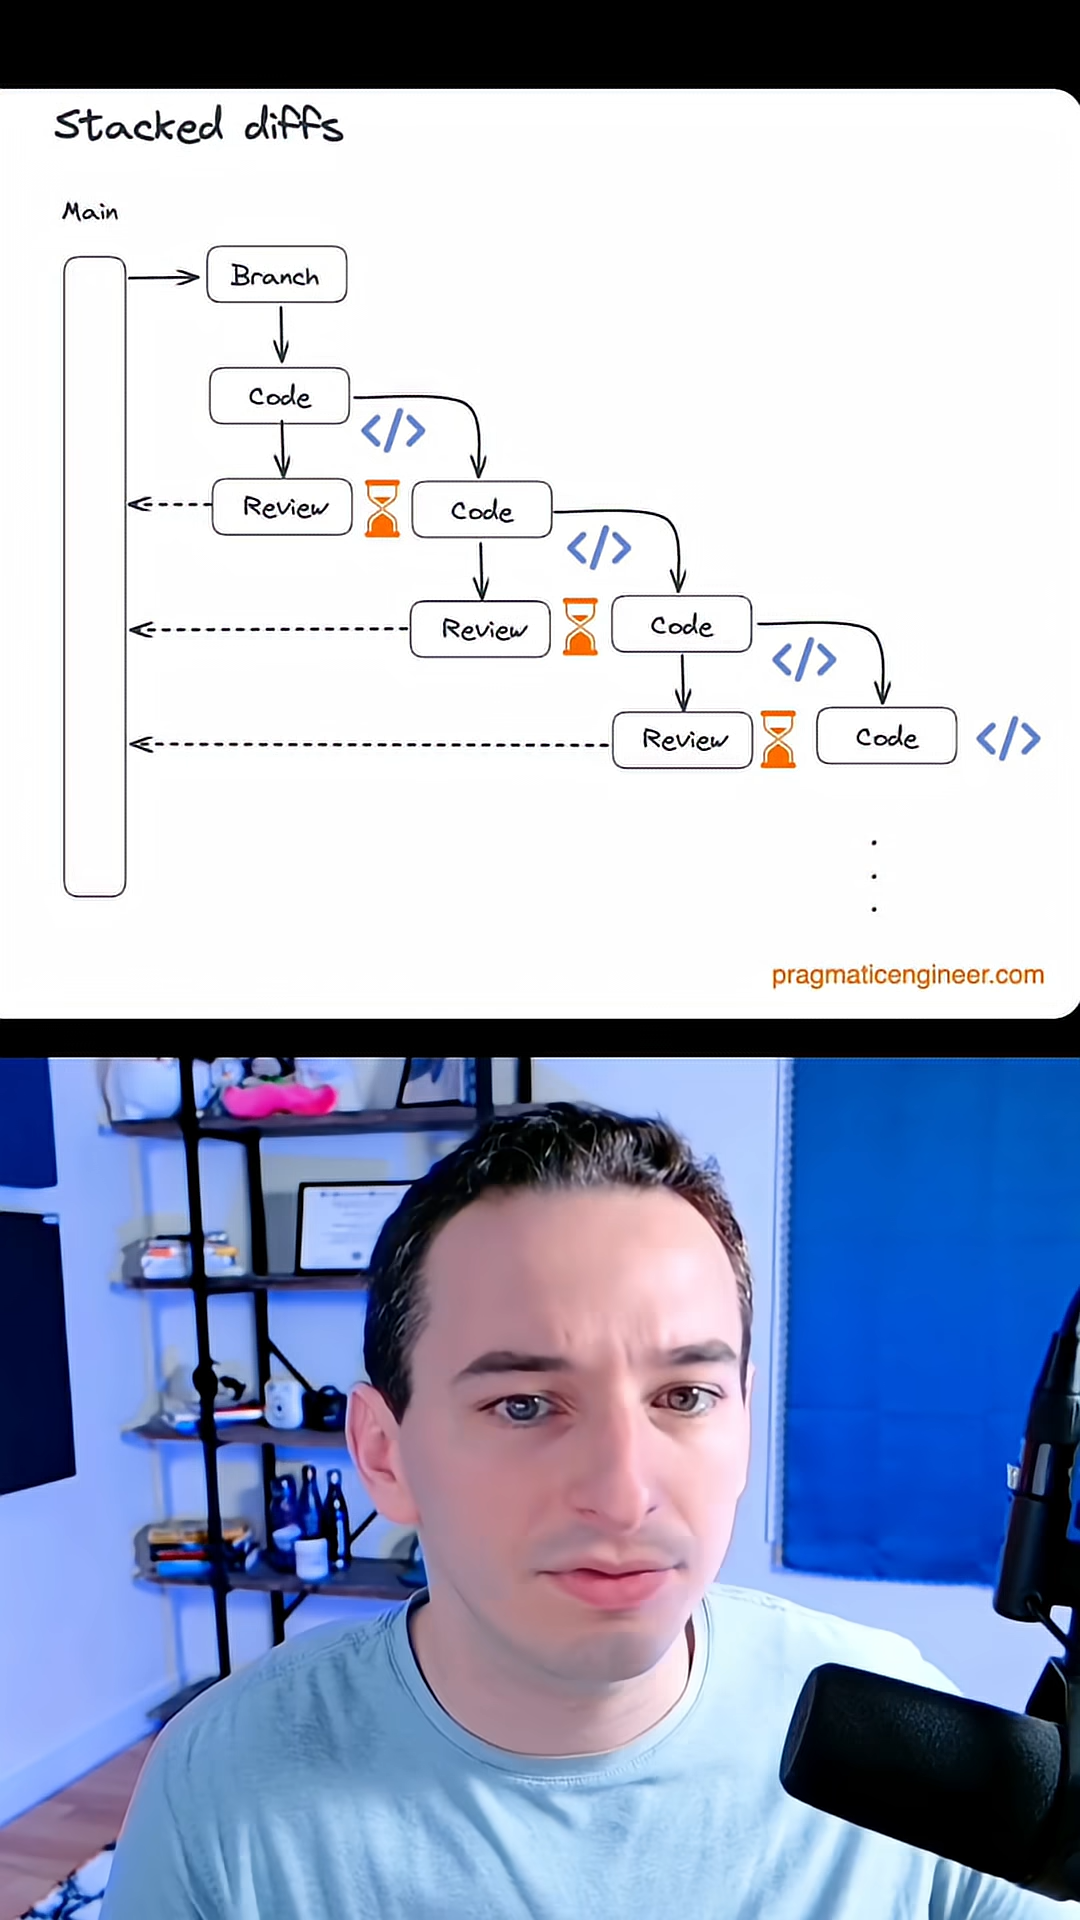 Stacked diffs
Main
Branch
Code
</>
Review
Code
</>
Review
Code
</>
Review
Code
</>
pragmaticengineer.com